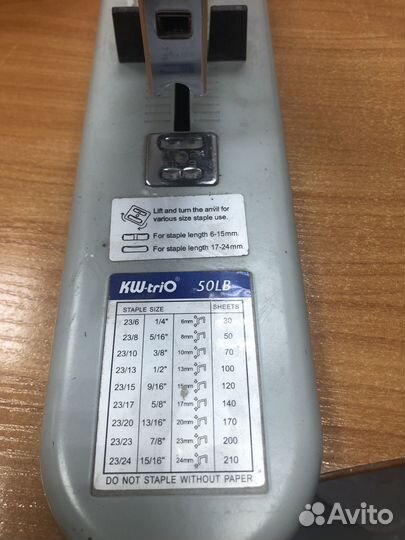 Lift and turn the anvil for
various size staple use.
For staple length 6-15mm.
For staple length 17-24mm.
KW-triO 50LB
STAPLE SIZE SHEETS
23/6 1/4" 6mm 30
23/8 5/16" 8mm 50
23/10 3/8" 10mm 70
23/13 1/2" 13mm 100
23/15 9/16" 15mm 120
23/17 5/8" 17mm 140
23/20 13/16" 20mm 170
23/23 7/8" 23mm 200
23/24 15/16" 24mm 210
DO NOT STAPLE WITHOUT PAPER
Avito